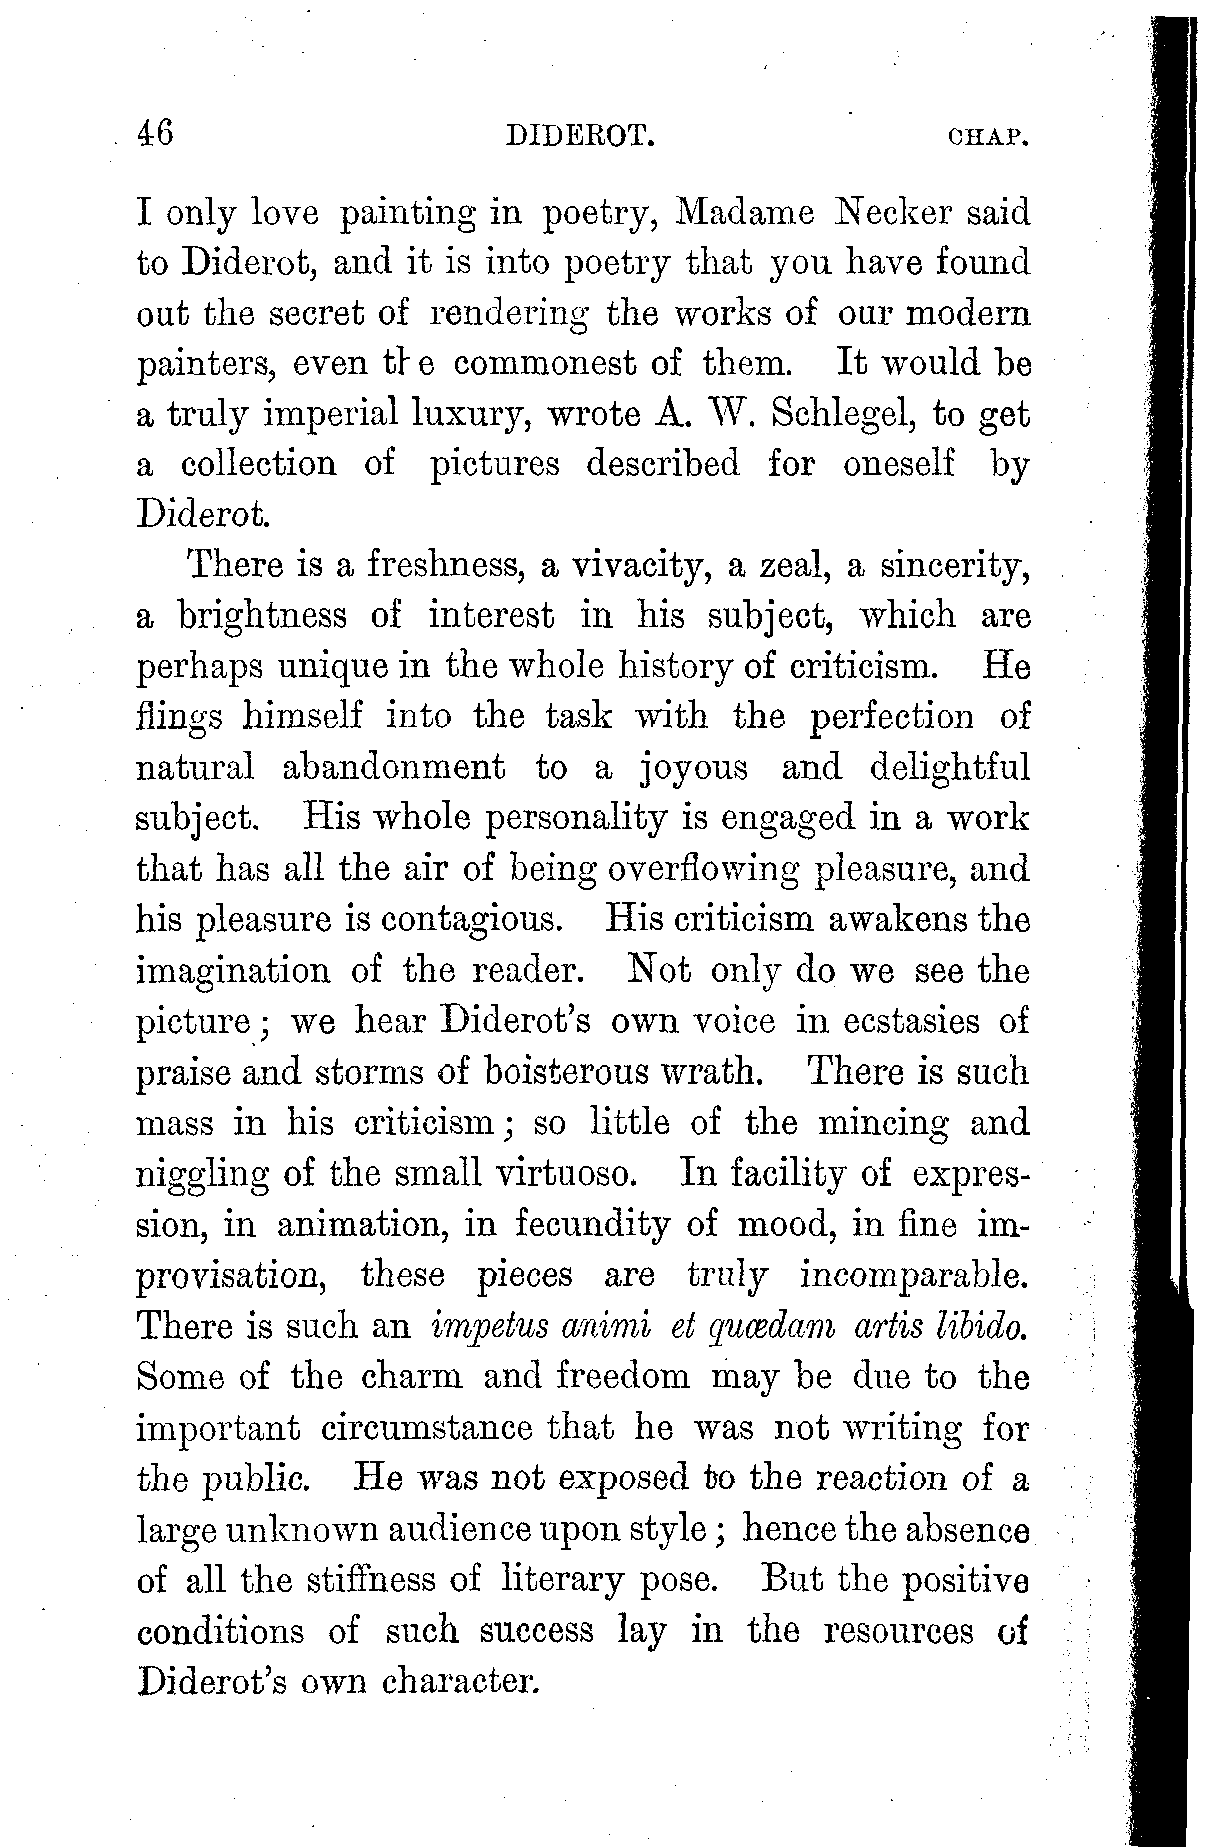 46 DIDEROT. CHAP.
I only love painting in poetry, Madame Necker said
to Diderot, and it is into poetry that you have found
out the secret of rendering the works of our modern
painters, even the commonest of them. It would be
a truly imperial luxury, wrote A. W. Schlegel, to get
a collection of pictures described for oneself by
Diderot.
There is a freshness, a vivacity, a zeal, a sincerity,
a brightness of interest in his subject, which are
perhaps unique in the whole history of criticism. He
flings himself into the task with the perfection of
natural abandonment to a joyous and delightful
subject. His whole personality is engaged in a work
that has all the air of being overflowing pleasure, and
his pleasure is contagious. His criticism awakens the
imagination of the reader. Not only do we see the
picture; we hear Diderot's own voice in ecstasies of
praise and storms of boisterous wrath. There is such
mass in his criticism; so little of the mincing and
niggling of the small virtuoso. In facility of expres-
sion, in animation, in fecundity of mood, in fine im-
provisation, these pieces are truly incomparable.
There is such an impetus animi et quædam artis libido.
Some of the charm and freedom may be due to the
important circumstance that he was not writing for
the public. He was not exposed to the reaction of a
large unknown audience upon style; hence the absence
of all the stiffness of literary pose. But the positive
conditions of such success lay in the resources of
Diderot's own character.